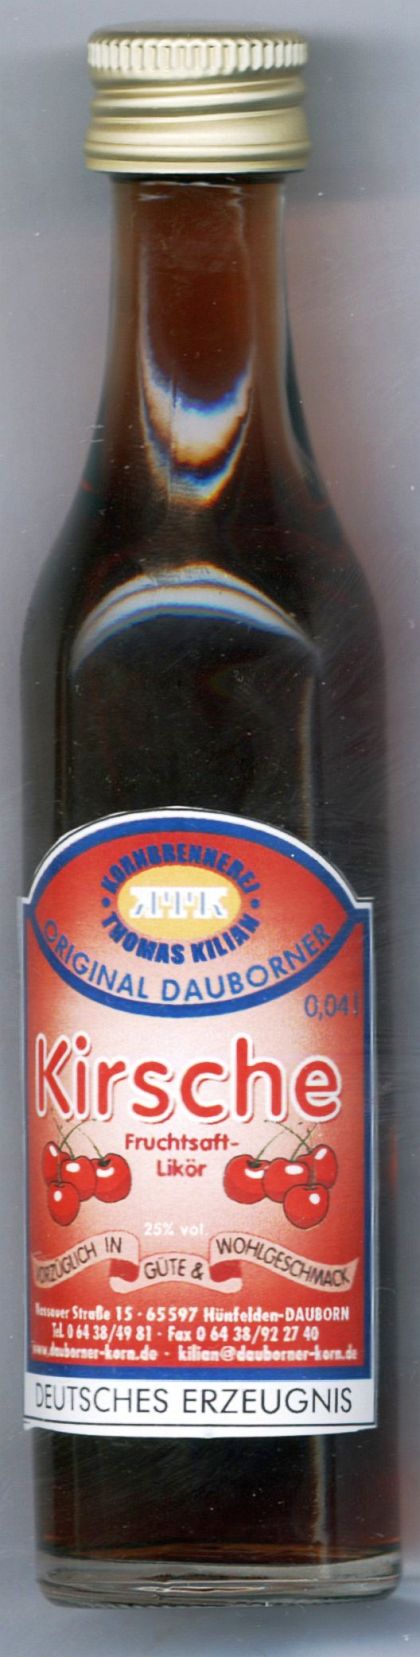 KORNBRENNEREI
THOMAS KILIAN
ORIGINAL DAUBORNER
0,04 l
Kirsche
Fruchtsaft-
Likör
25% vol.
VORZÜGLICH IN
GÜTE &
WOHLGESCHMACK
Nassauer Straße 15 · 65597 Hünfelden-DAUBORN
Tel. 0 64 38/49 81 · Fax 0 64 38/92 27 40
www.dauborner-korn.de · kilian@dauborner-korn.de
DEUTSCHES ERZEUGNIS